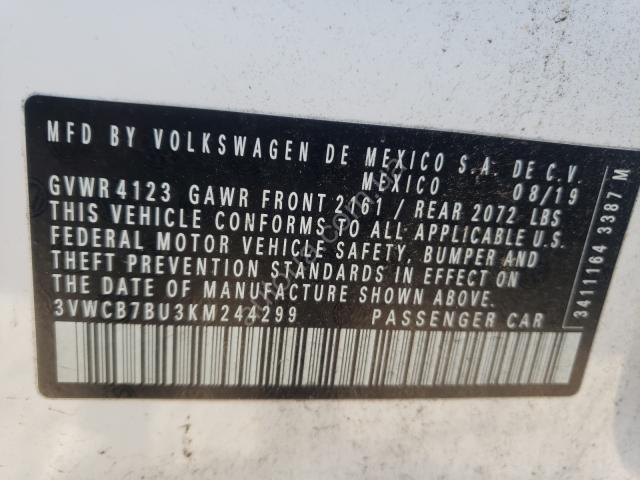 MFD BY VOLKSWAGEN DE MEXICO S.A. DE C.V.
MEXICO 08/19
GVWR 4123 GAWR FRONT 2161 / REAR 2072 LBS
THIS VEHICLE CONFORMS TO ALL APPLICABLE U.S.
FEDERAL MOTOR VEHICLE SAFETY, BUMPER AND
THEFT PREVENTION STANDARDS IN EFFECT ON
THE DATE OF MANUFACTURE SHOWN ABOVE.
3VWCB7BU3KM244299 PASSENGER CAR
3411164 3387 M